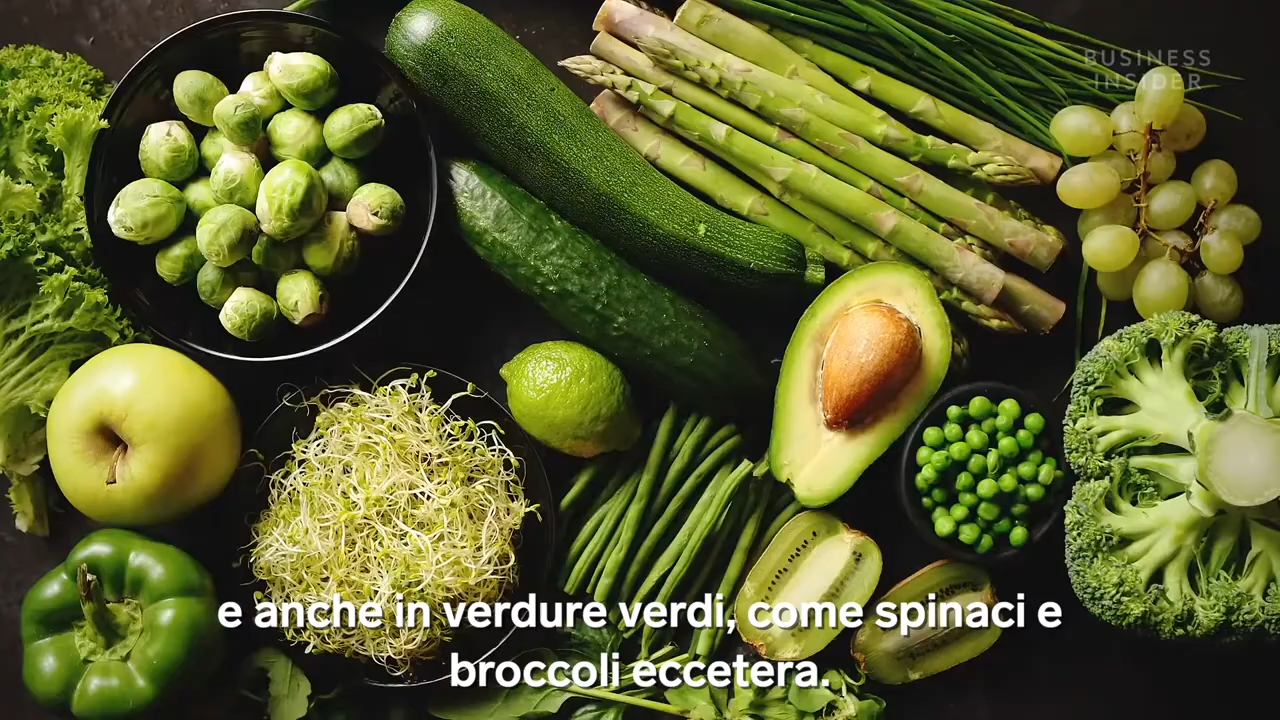 BUSINESS
INSIDER
e anche in verdure verdi, come spinaci e
broccoli eccetera.